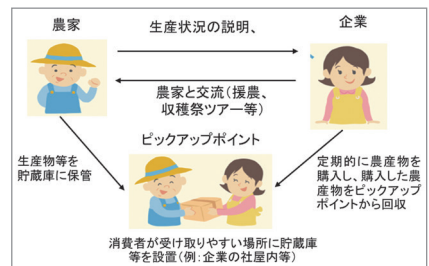 農家
生産状況の説明、
企業
農家と交流(援農、
収穫祭ツアー等)
ピックアップポイント
生産物等を
貯蔵庫に保管
定期的に農産物を
購入し、購入した農
産物をピックアップ
ポイントから回収
消費者が受け取りやすい場所に貯蔵庫
等を設置(例:企業の社屋内等)